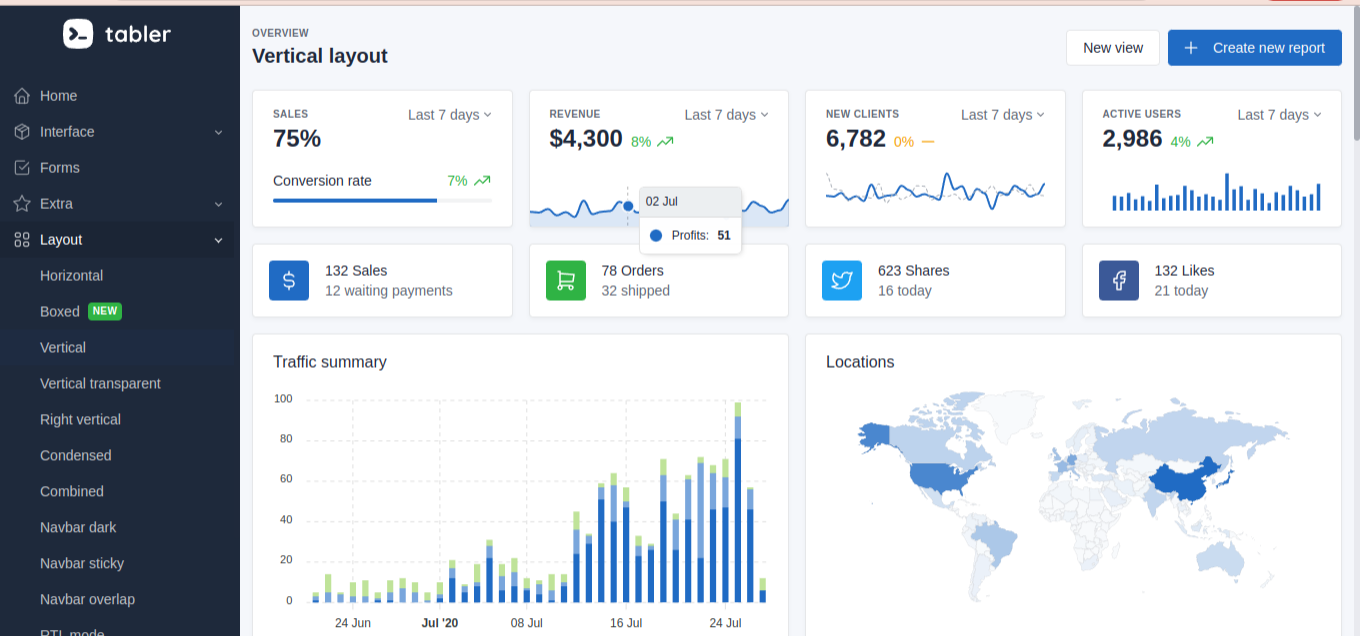 tabler
Home
Interface
Forms
Extra
Layout
Horizontal
Boxed NEW
Vertical
Vertical transparent
Right vertical
Condensed
Combined
Navbar dark
Navbar sticky
Navbar overlap
RTL mode
OVERVIEW
Vertical layout
New view
Create new report
SALES
Last 7 days
75%
Conversion rate
7%
REVENUE
Last 7 days
$4,300 8%
02 Jul
Profits: 51
NEW CLIENTS
Last 7 days
6,782 0%
ACTIVE USERS
Last 7 days
2,986 4%
132 Sales
12 waiting payments
78 Orders
32 shipped
623 Shares
16 today
132 Likes
21 today
Traffic summary
100
80
60
40
20
0
24 Jun
Jul '20
08 Jul
16 Jul
24 Jul
Locations